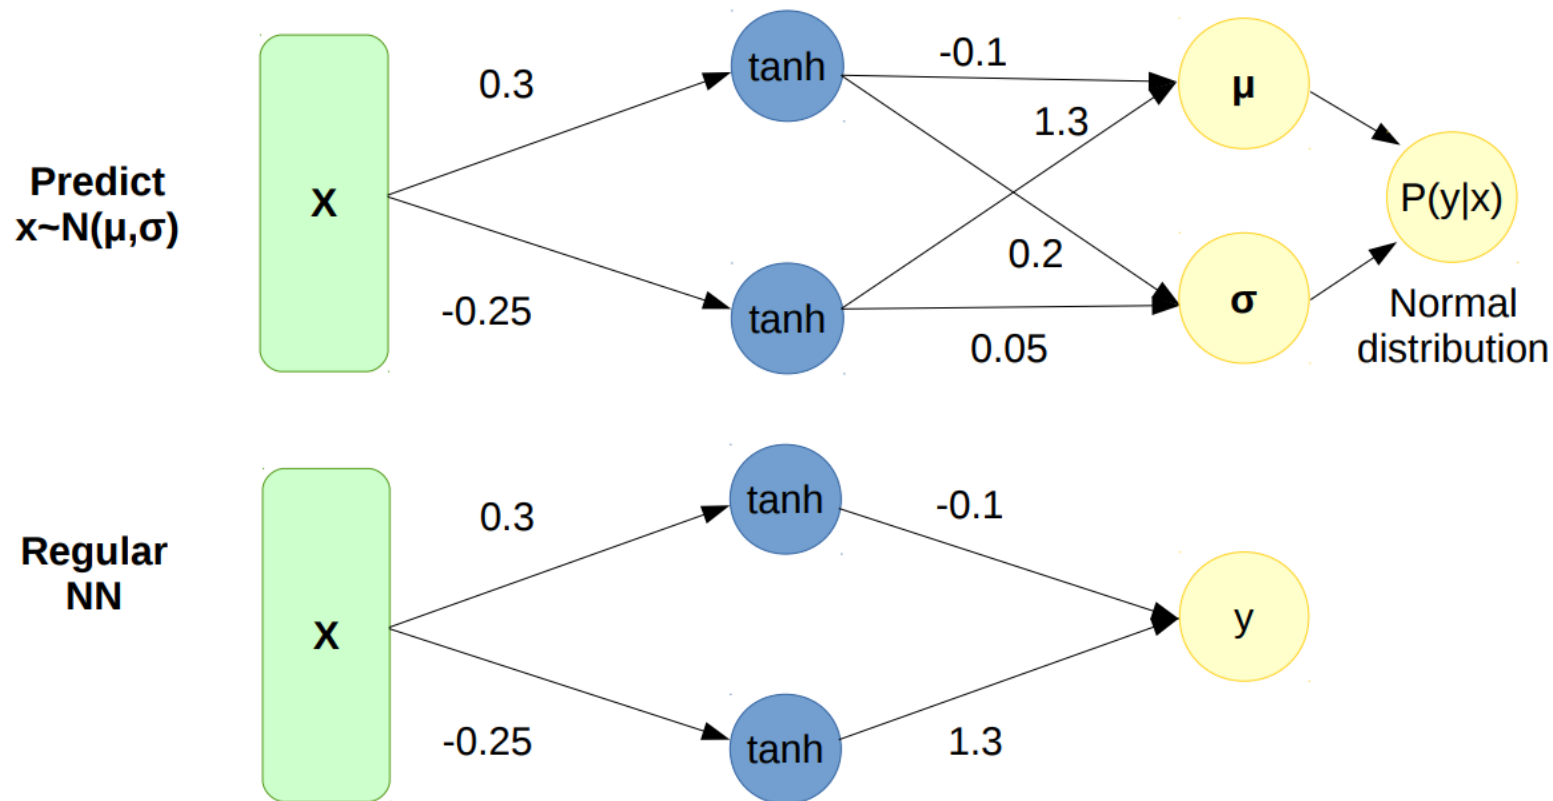 Predict
x~N(μ,σ)
X
0.3
-0.25
tanh
tanh
-0.1
1.3
0.2
0.05
μ
σ
P(y|x)
Normal
distribution
Regular
NN
X
0.3
-0.25
tanh
tanh
-0.1
1.3
y